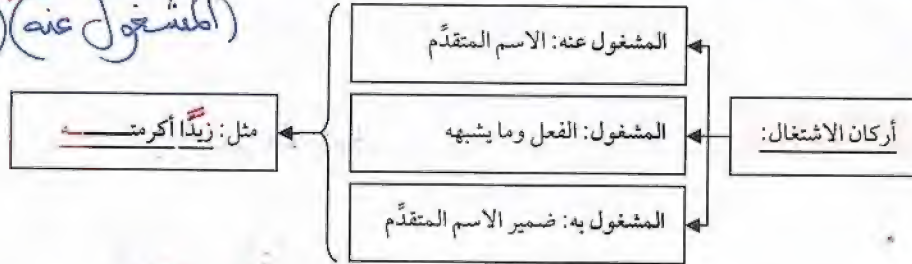 (المشغول عنه)
المشغول عنه: الاسم المتقدَّم
أركان الاشتغال:
المشغول: الفعل وما يشبهه
مثل: زيدًا أكرمتـــه
المشغول به: ضمير الاسم المتقدَّم